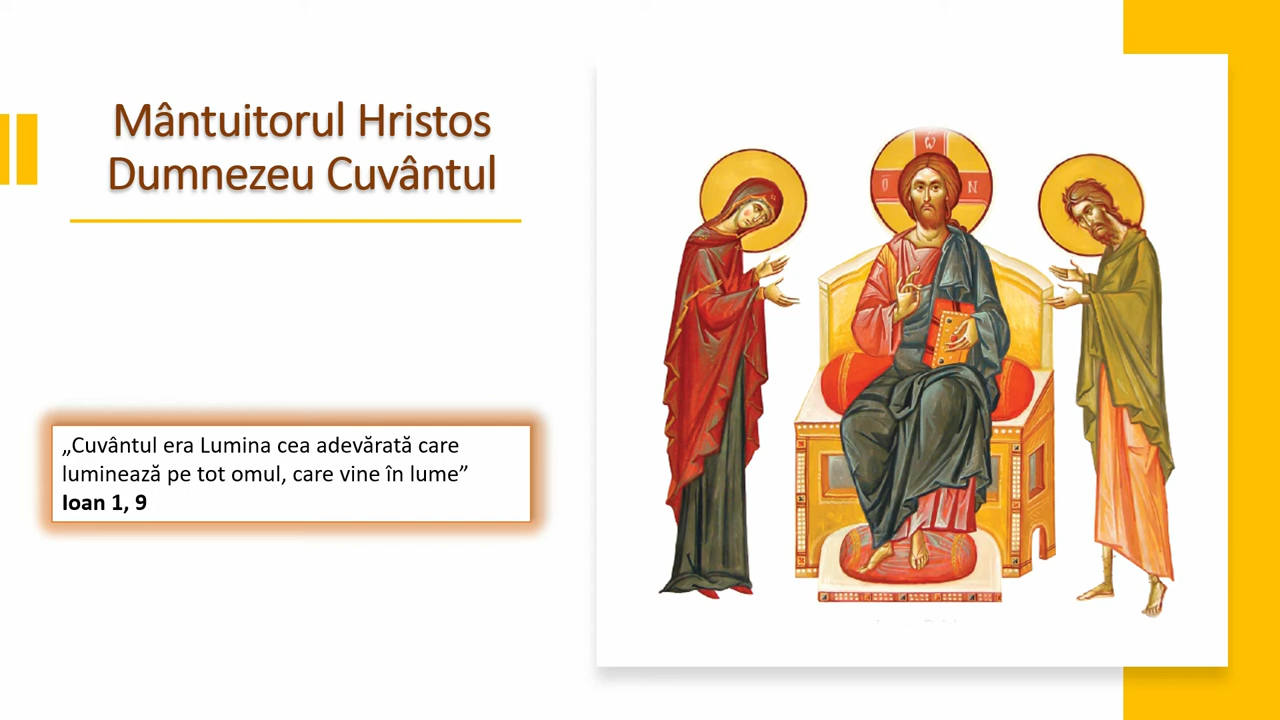 Mântuitorul Hristos
Dumnezeu Cuvântul
„Cuvântul era Lumina cea adevărată care
luminează pe tot omul, care vine în lume”
Ioan 1, 9
ὤ
Ὁ N